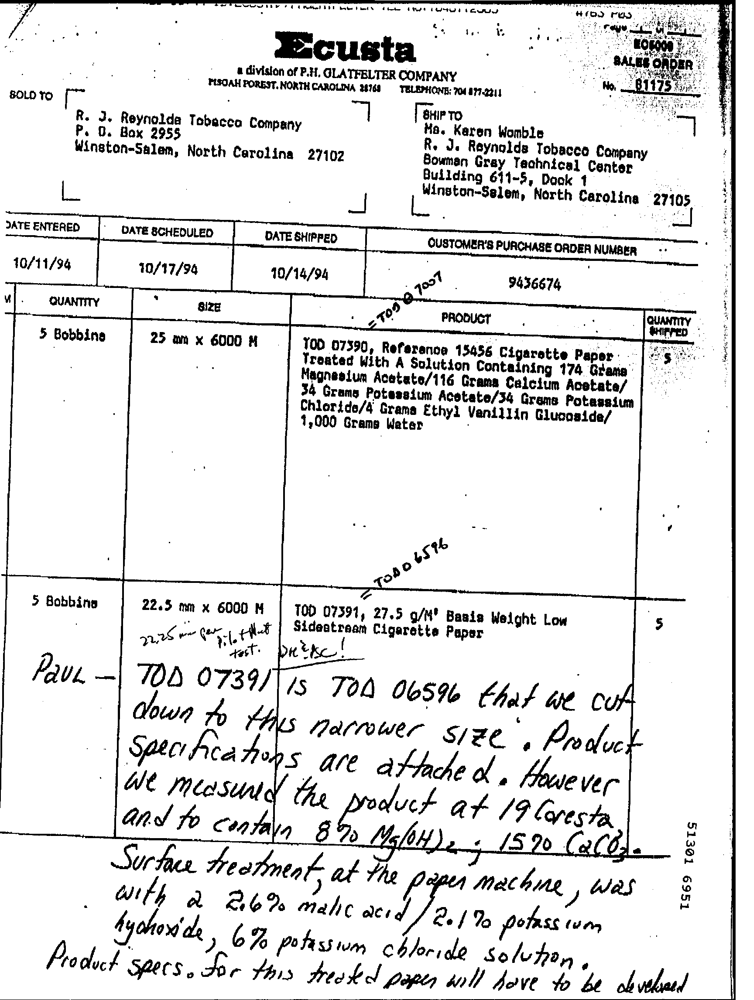 Ecusta
a division of P.H. GLATFELTER COMPANY
PISGAH FOREST, NORTH CAROLINA 28768 TELEPHONE: 704 877-2211
SALES ORDER
No. 81175
SOLD TO
R. J. Reynolds Tobacco Company
P. O. Box 2955
Winston-Salem, North Carolina 27102
SHIP TO
Ms. Karen Womble
R. J. Reynolds Tobacco Company
Bowman Gray Technical Center
Building 611-5, Dock 1
Winston-Salem, North Carolina 27105
DATE ENTERED DATE SCHEDULED DATE SHIPPED CUSTOMER'S PURCHASE ORDER NUMBER
10/11/94 10/17/94 10/14/94 9436674
= TOD 07007
QUANTITY SIZE PRODUCT QUANTITY SHIPPED
5 Bobbins 25 mm x 6000 M TOD 07390, Reference 15456 Cigarette Paper 5
Treated With A Solution Containing 174 Grams
Magnesium Acetate/116 Grams Calcium Acetate/
34 Grams Potassium Acetate/34 Grams Potassium
Chloride/4 Grams Ethyl Vanillin Glucoside/
1,000 Grams Water
= TOD 06596
5 Bobbins 22.5 mm x 6000 M TOD 07391, 27.5 g/M² Basis Weight Low 5
Sidestream Cigarette Paper
22.25 mm per Pilot Plant
test.
PAUL — TOD 07391 is TOD 06596 that we cut
down to this narrower size. Product
specifications are attached. However
we measured the product at 19 Coresta
and to contain 8% Mg(OH)2; 15% CaCO3.
Surface treatment, at the paper machine, was
with a 2.6% malic acid / 2.1% potassium
hydroxide, 6% potassium chloride solution.
Product specs. for this treated paper will have to be developed
51301 6951